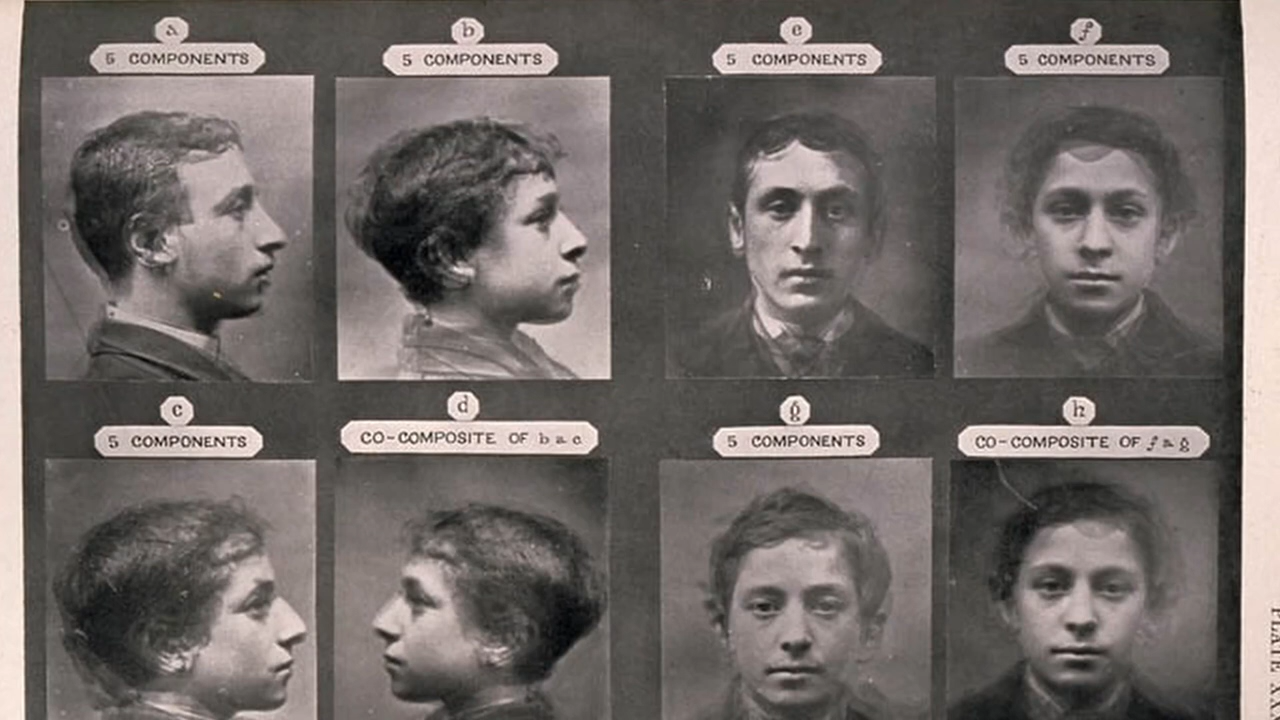 a
5 COMPONENTS
b
5 COMPONENTS
e
5 COMPONENTS
f
5 COMPONENTS
c
5 COMPONENTS
d
CO-COMPOSITE OF b a c
g
5 COMPONENTS
h
CO-COMPOSITE OF f a g
PLATE